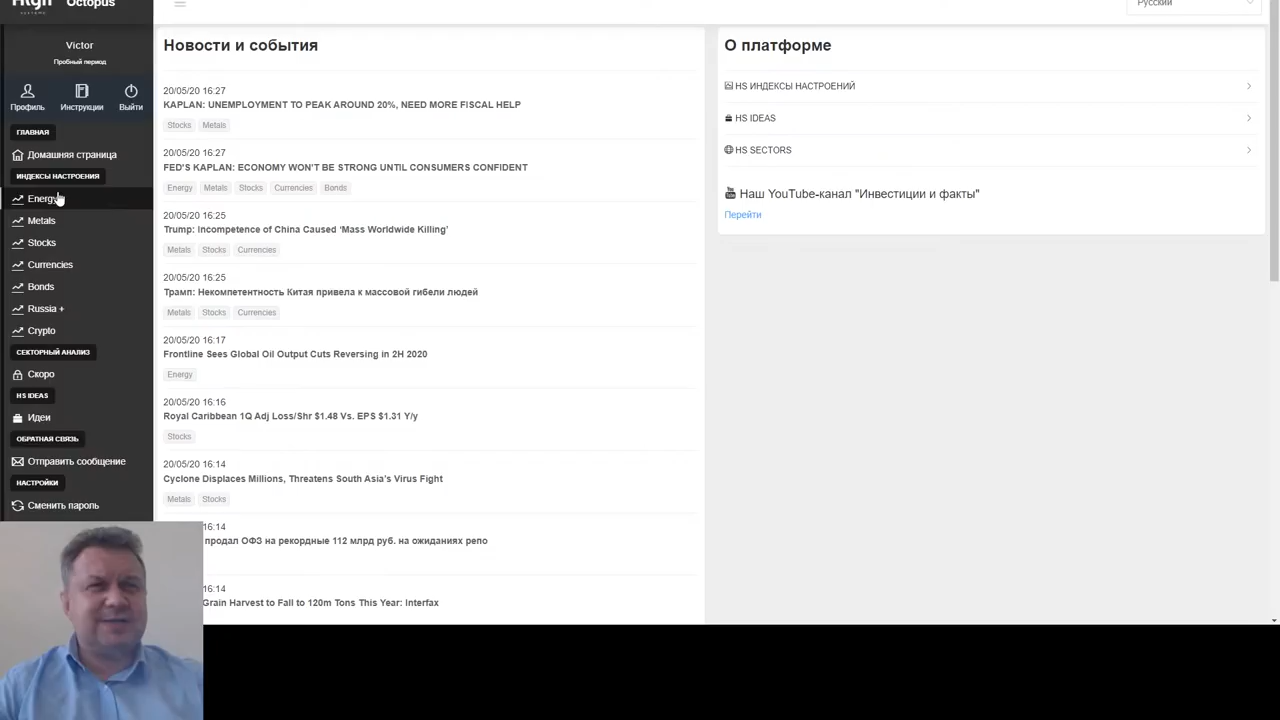 Octopus
Русский
Victor
Пробный период
Профиль
Инструкции
Выйти
ГЛАВНАЯ
Домашняя страница
ИНДЕКСЫ НАСТРОЕНИЯ
Energy
Metals
Stocks
Currencies
Bonds
Russia +
Crypto
СЕКТОРНЫЙ АНАЛИЗ
Скоро
HS IDEAS
Идеи
ОБРАТНАЯ СВЯЗЬ
Отправить сообщение
НАСТРОЙКИ
Сменить пароль
Новости и события
20/05/20 16:27
KAPLAN: UNEMPLOYMENT TO PEAK AROUND 20%, NEED MORE FISCAL HELP
Stocks Metals
20/05/20 16:27
FED'S KAPLAN: ECONOMY WON'T BE STRONG UNTIL CONSUMERS CONFIDENT
Energy Metals Stocks Currencies Bonds
20/05/20 16:25
Trump: Incompetence of China Caused ‘Mass Worldwide Killing’
Metals Stocks Currencies
20/05/20 16:25
Трамп: Некомпетентность Китая привела к массовой гибели людей
Metals Stocks Currencies
20/05/20 16:17
Frontline Sees Global Oil Output Cuts Reversing in 2H 2020
Energy
20/05/20 16:16
Royal Caribbean 1Q Adj Loss/Shr $1.48 Vs. EPS $1.31 Y/y
Stocks
20/05/20 16:14
Cyclone Displaces Millions, Threatens South Asia's Virus Fight
Metals Stocks
16:14
продал ОФЗ на рекордные 112 млрд руб. на ожиданиях репо
16:14
Grain Harvest to Fall to 120m Tons This Year: Interfax
О платформе
HS ИНДЕКСЫ НАСТРОЕНИЙ
HS IDEAS
HS SECTORS
Наш YouTube-канал "Инвестиции и факты"
Перейти